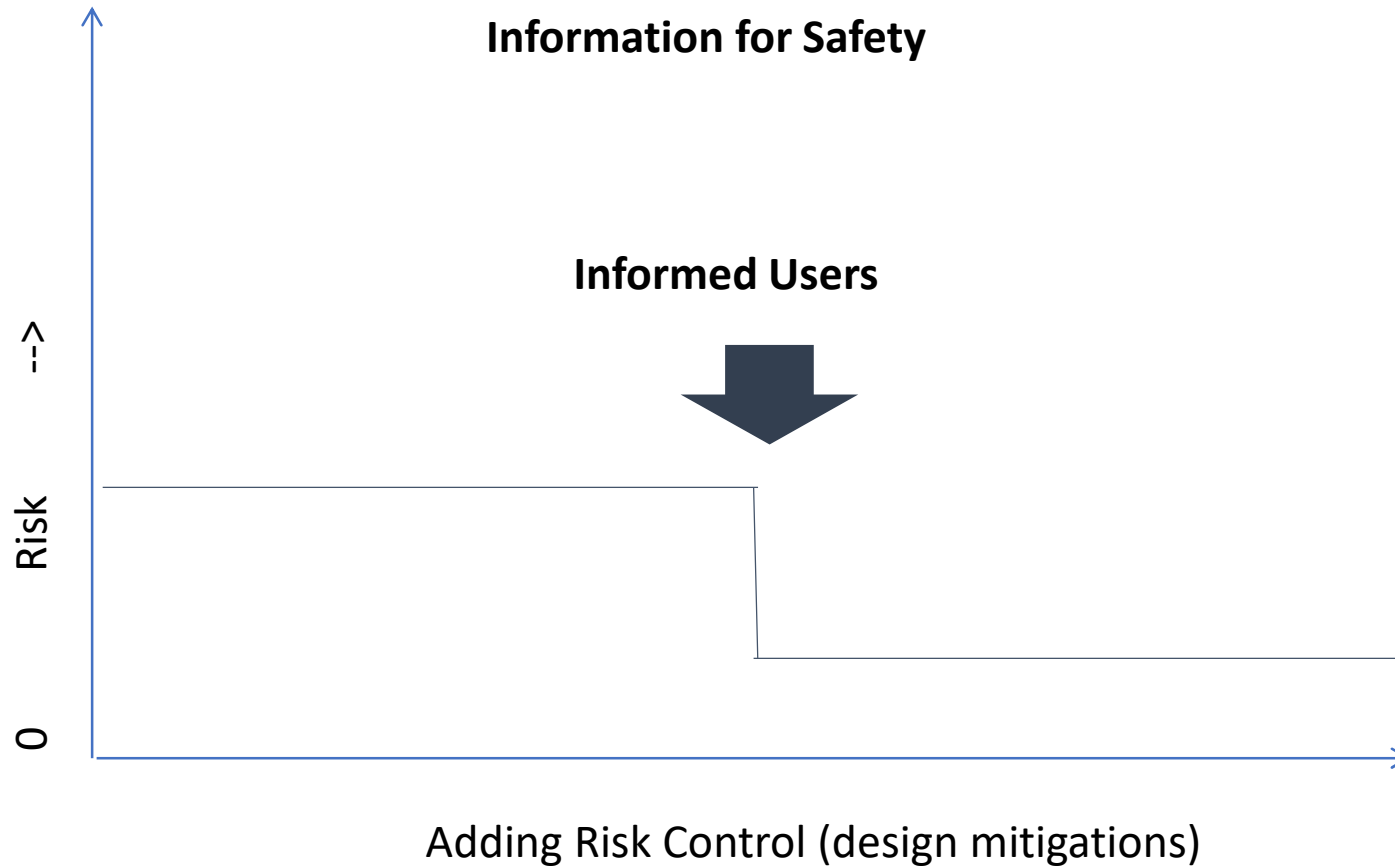 Information for Safety
Informed Users
Risk -->
0
Adding Risk Control (design mitigations)